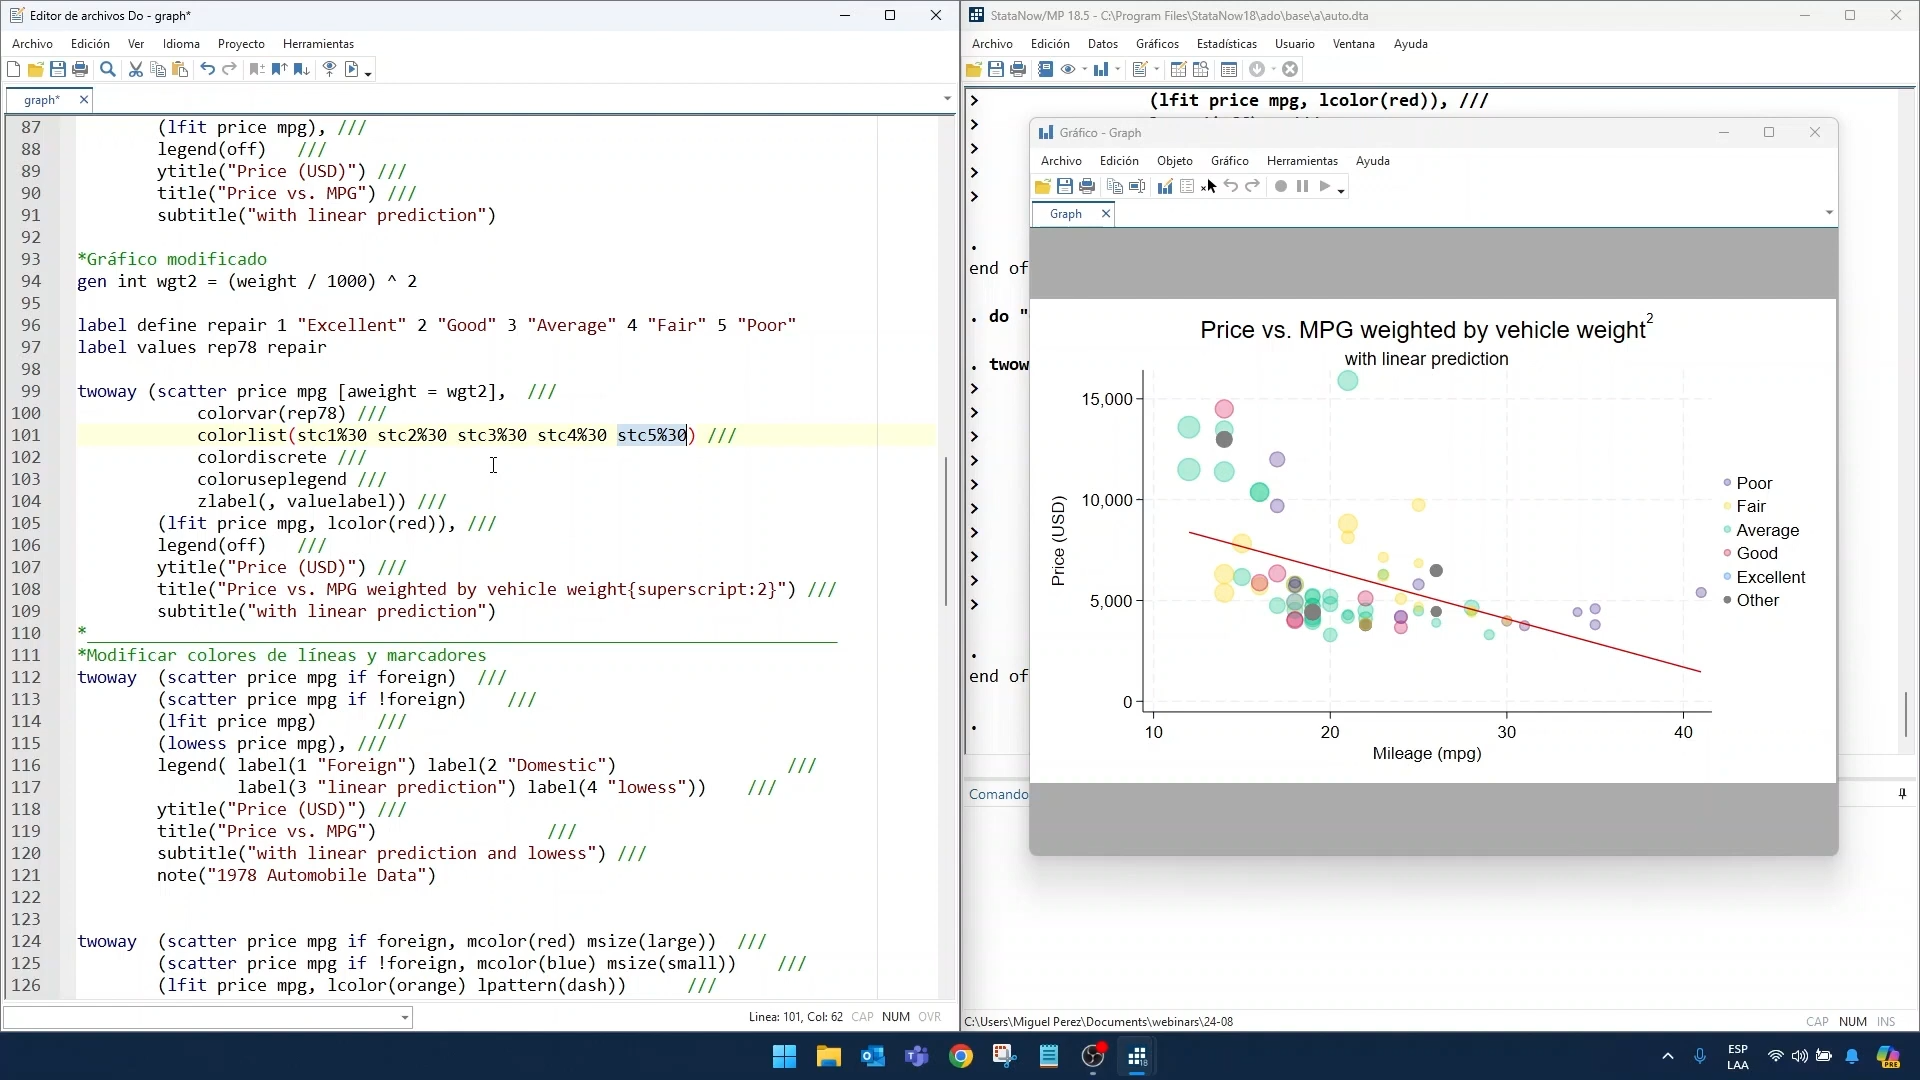 Editor de archivos Do - graph*
Archivo Edición Ver Idioma Proyecto Herramientas
graph*
87 (lfit price mpg), ///
88 legend(off) ///
89 ytitle("Price (USD)") ///
90 title("Price vs. MPG") ///
91 subtitle("with linear prediction")
92
93 *Gráfico modificado
94 gen int wgt2 = (weight / 1000) ^ 2
95
96 label define repair 1 "Excellent" 2 "Good" 3 "Average" 4 "Fair" 5 "Poor"
97 label values rep78 repair
98
99 twoway (scatter price mpg [aweight = wgt2], ///
100 colorvar(rep78) ///
101 colorlist(stc1%30 stc2%30 stc3%30 stc4%30 stc5%30) ///
102 colordiscrete ///
103 coloruseplegend ///
104 zlabel(, valuelabel)) ///
105 (lfit price mpg, lcolor(red)), ///
106 legend(off) ///
107 ytitle("Price (USD)") ///
108 title("Price vs. MPG weighted by vehicle weight{superscript:2}") ///
109 subtitle("with linear prediction")
110 *____________________________________________________________________________
111 *Modificar colores de líneas y marcadores
112 twoway (scatter price mpg if foreign) ///
113 (scatter price mpg if !foreign) ///
114 (lfit price mpg) ///
115 (lowess price mpg), ///
116 legend( label(1 "Foreign") label(2 "Domestic") ///
117 label(3 "linear prediction") label(4 "lowess")) ///
118 ytitle("Price (USD)") ///
119 title("Price vs. MPG") ///
120 subtitle("with linear prediction and lowess") ///
121 note("1978 Automobile Data")
122
123
124 twoway (scatter price mpg if foreign, mcolor(red) msize(large)) ///
125 (scatter price mpg if !foreign, mcolor(blue) msize(small)) ///
126 (lfit price mpg, lcolor(orange) lpattern(dash)) ///
Linea: 101, Col: 62 CAP NUM OVR
StataNow/MP 18.5 - C:\Program Files\StataNow18\ado\base\a\auto.dta
Archivo Edición Datos Gráficos Estadísticas Usuario Ventana Ayuda
> (lfit price mpg, lcolor(red)), ///
>
>
>
>
.
end of
. do "
. twow
>
>
>
>
>
>
>
>
>
>
.
end of
.
Comando
C:\Users\Miguel Perez\Documents\webinars\24-08
CAP NUM INS
Gráfico - Graph
Archivo Edición Objeto Gráfico Herramientas Ayuda
Graph
Price vs. MPG weighted by vehicle weight2
with linear prediction
Price (USD)
15,000
10,000
5,000
0
10 20 30 40
Mileage (mpg)
Poor
Fair
Average
Good
Excellent
Other
ESP
LAA
PRE